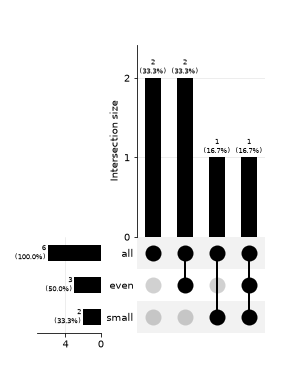 2 2
(33.3%) (33.3%)
2
1 1
(16.7%) (16.7%)
1
Intersection size
0
6
(100.0%) all
3
(50.0%) even
2
(33.3%) small
4 0